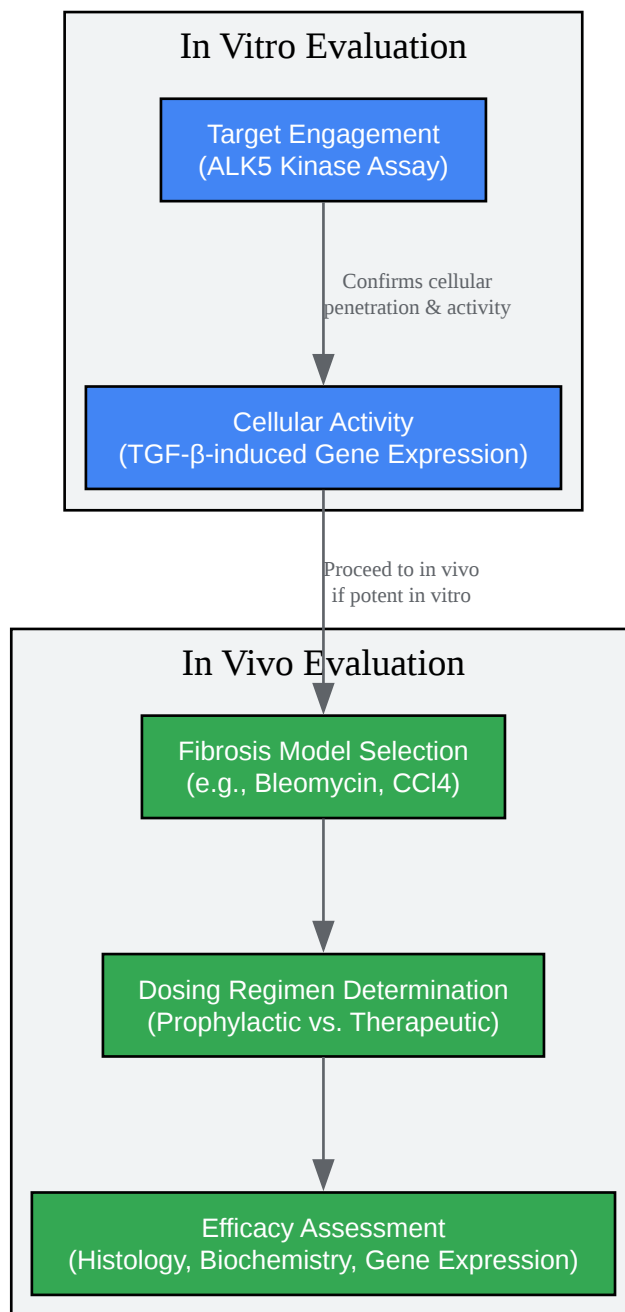 In Vitro Evaluation
Target Engagement
(ALK5 Kinase Assay)
Confirms cellular
penetration & activity
Cellular Activity
(TGF-β-induced Gene Expression)
Proceed to in vivo
if potent in vitro
In Vivo Evaluation
Fibrosis Model Selection
(e.g., Bleomycin, CCl4)
Dosing Regimen Determination
(Prophylactic vs. Therapeutic)
Efficacy Assessment
(Histology, Biochemistry, Gene Expression)